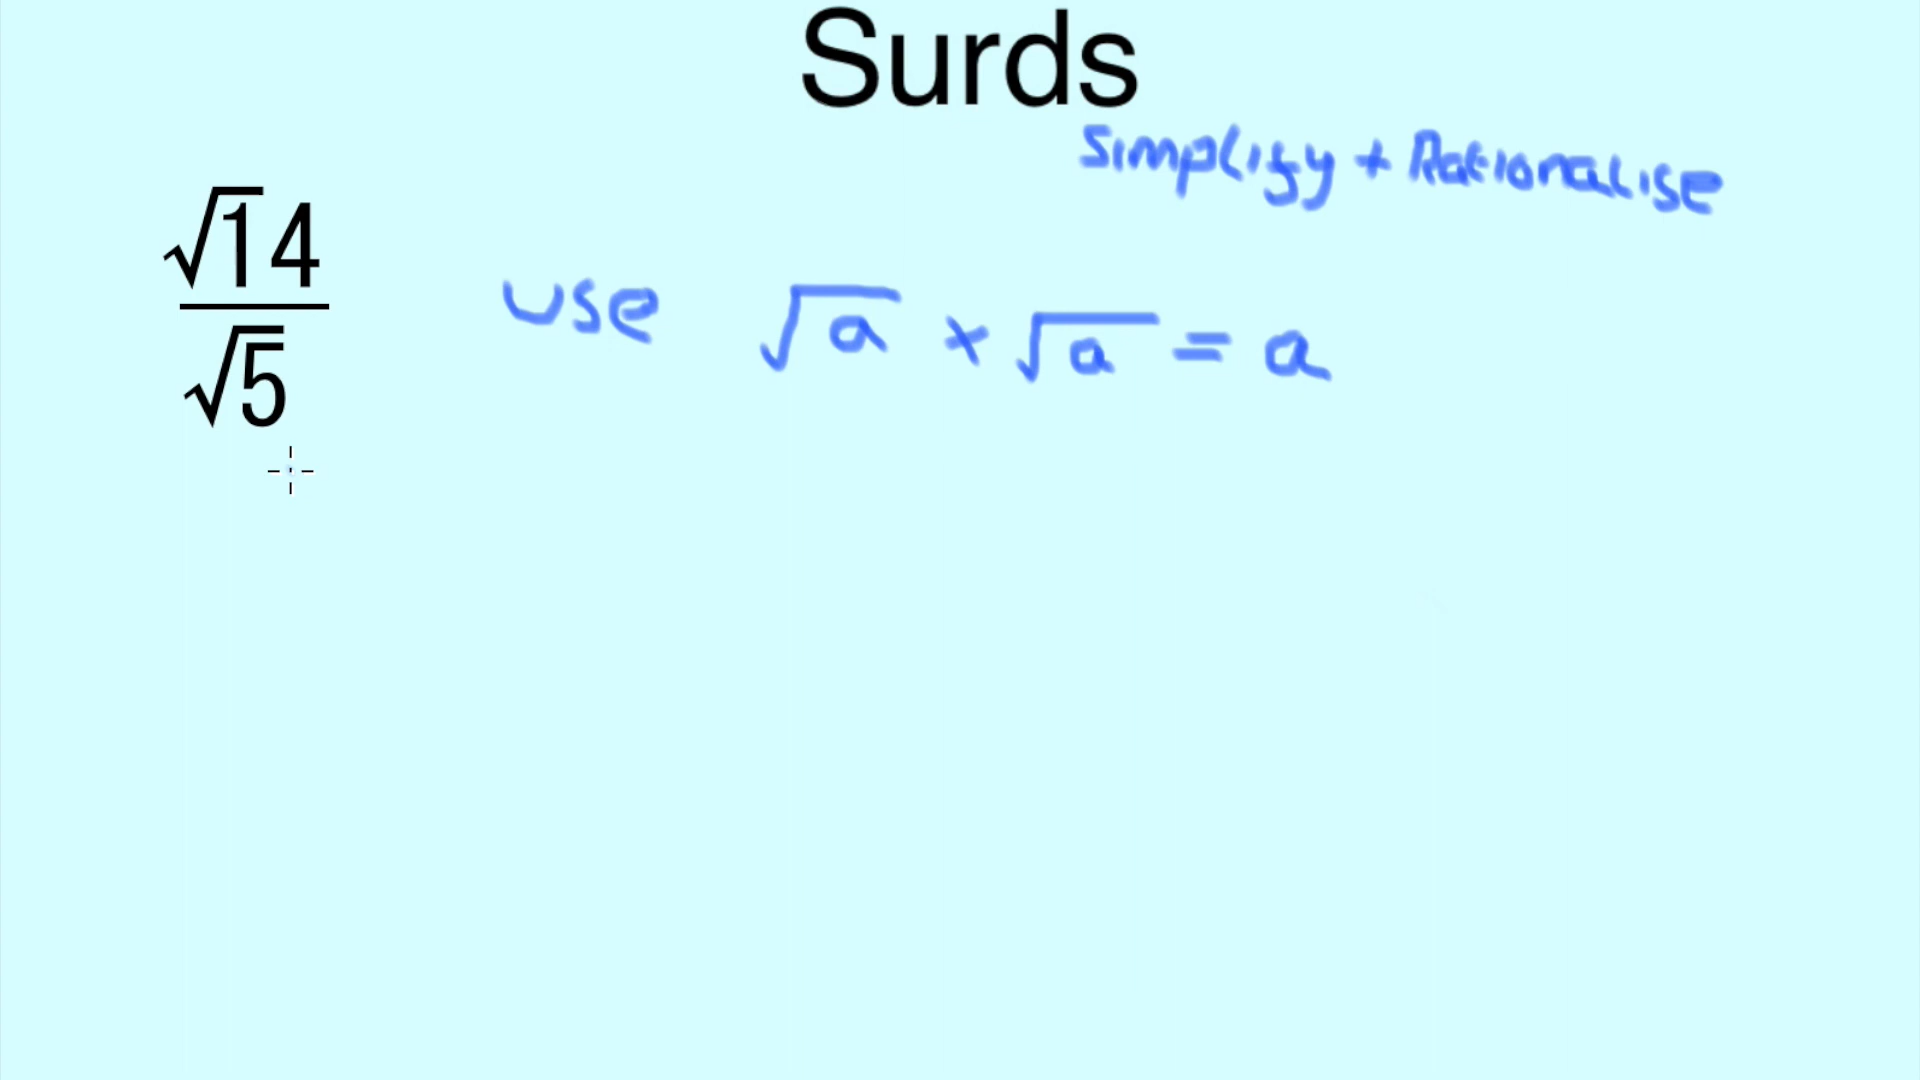 Surds
Simplify + Rationalise
√14
√5
use √a × √a = a